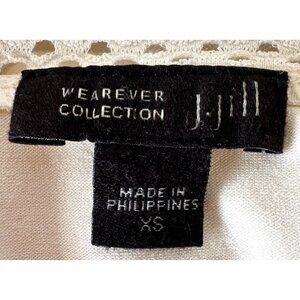 WEAREVER
COLLECTION
J.Jill
MADE IN
PHILIPPINES
XS